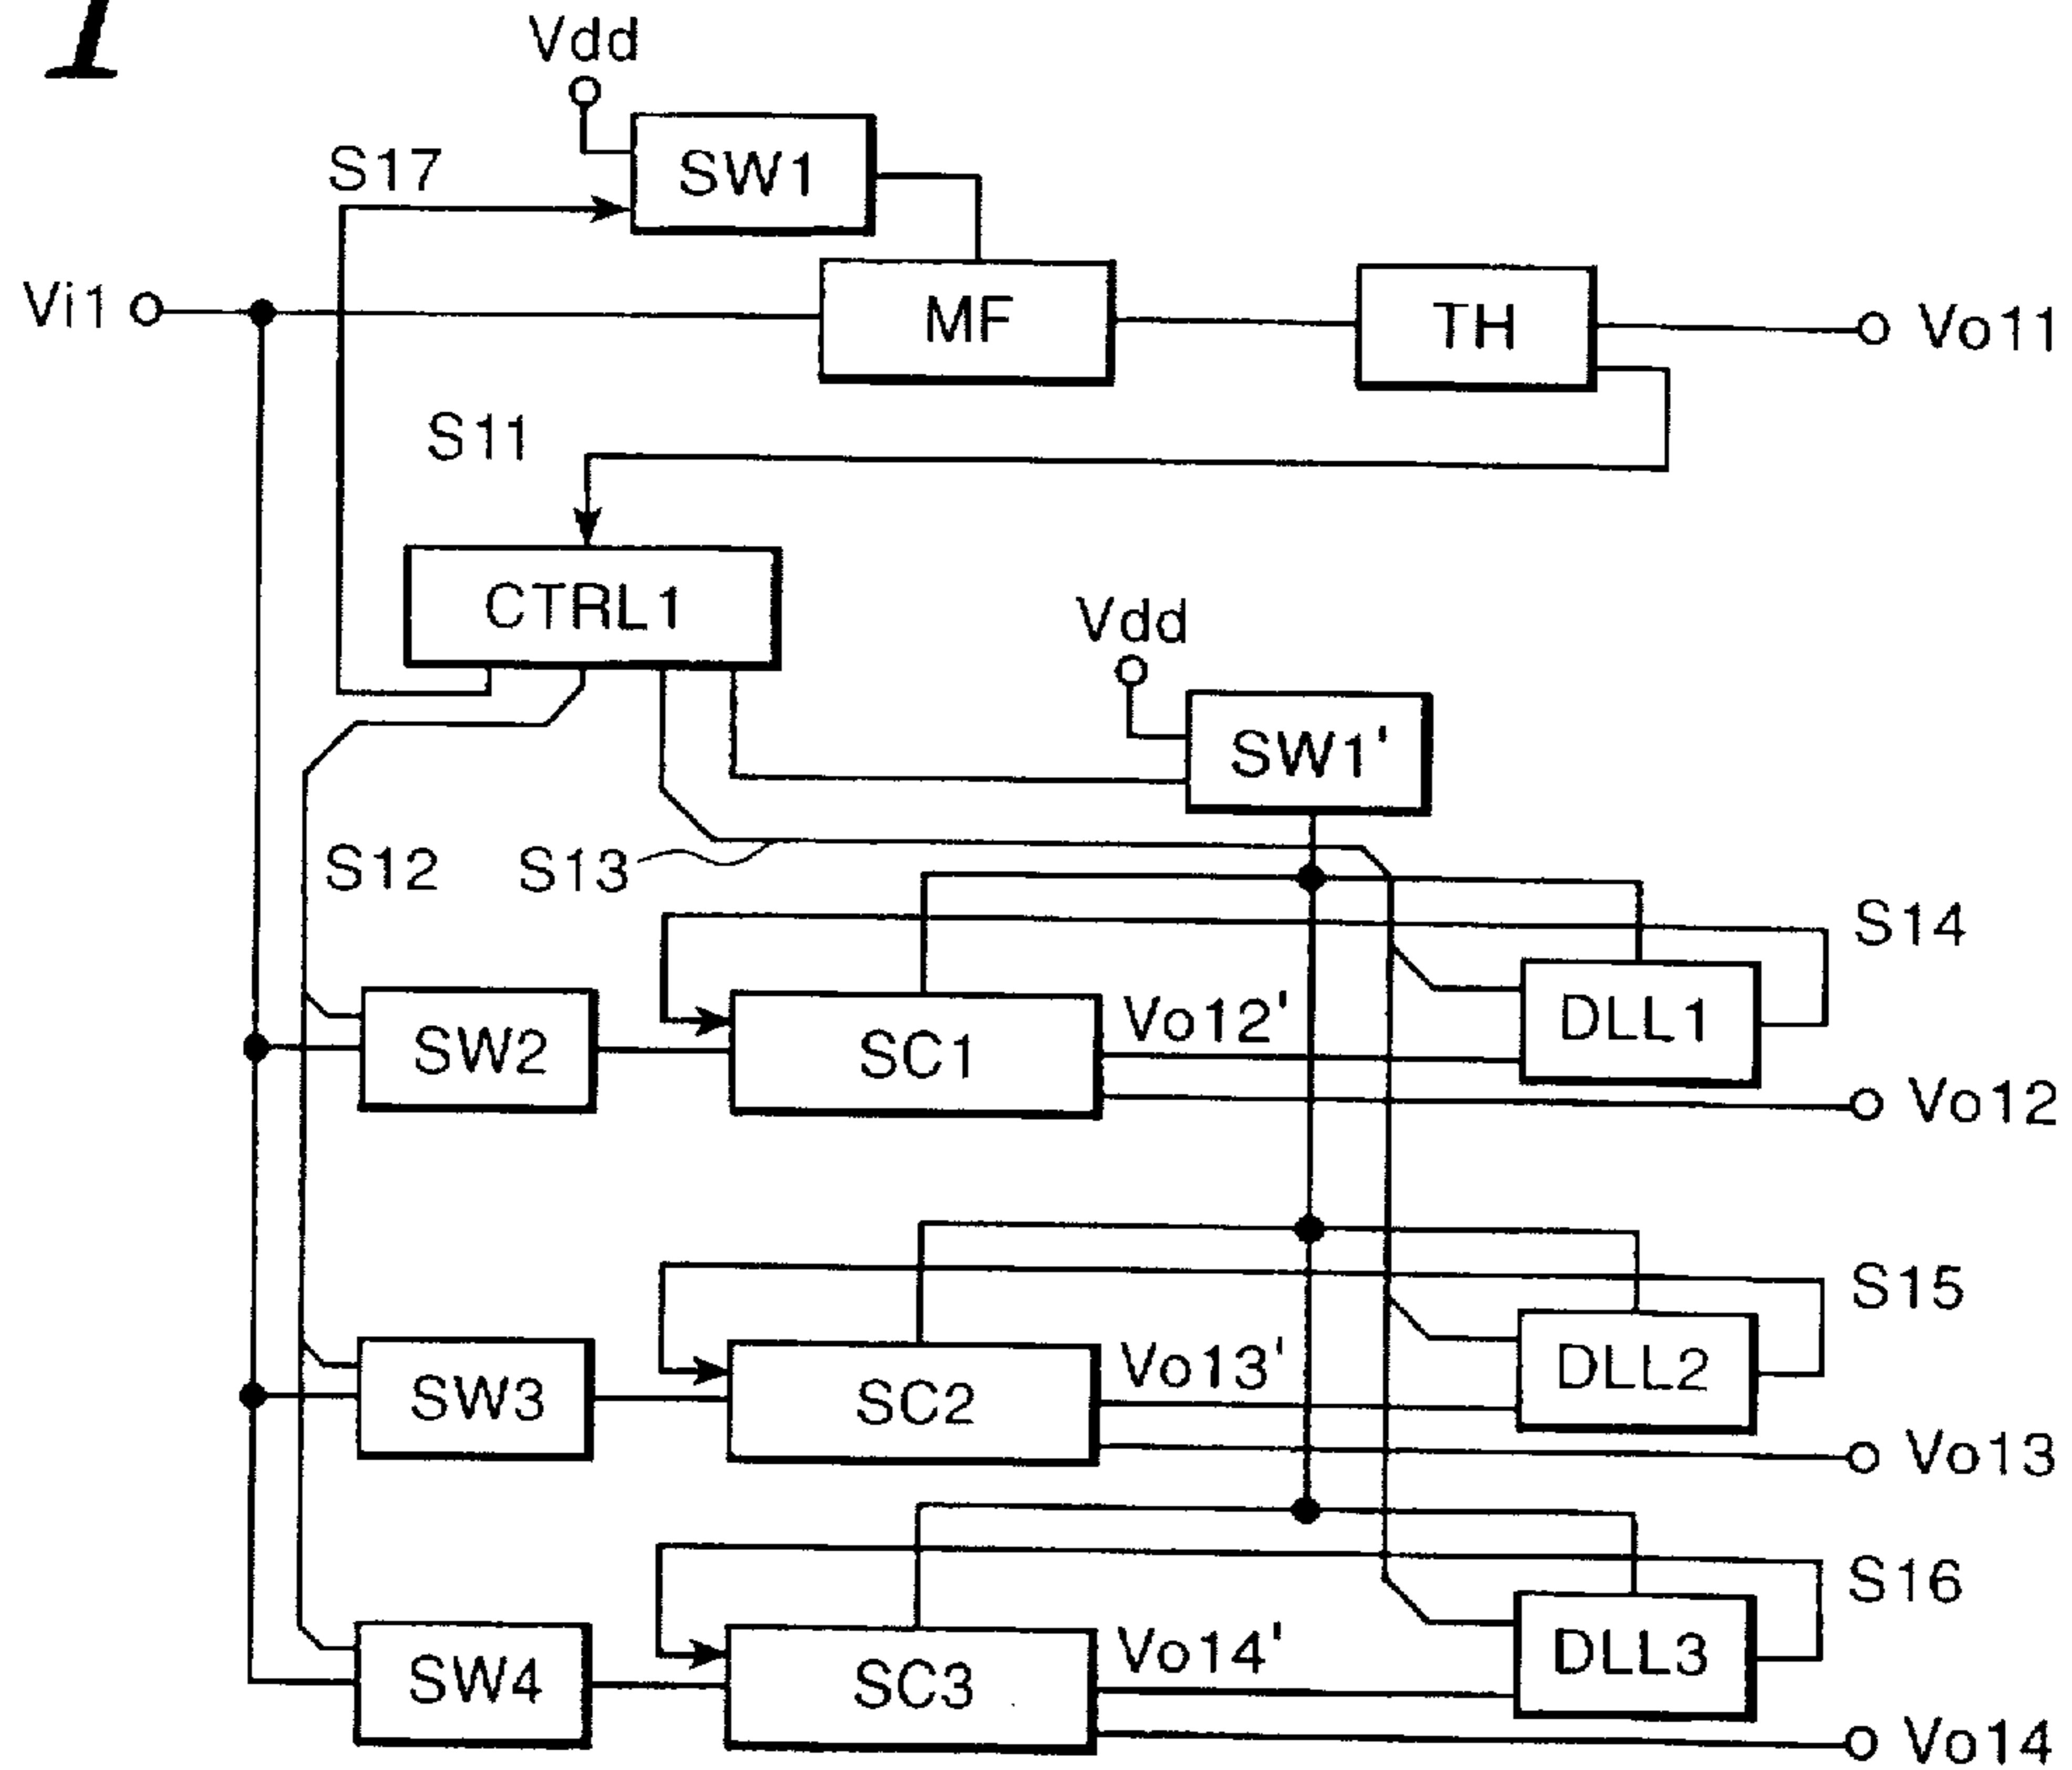 Vdd
S17
SW1
Vi1
MF
TH
Vo11
S11
CTRL1
Vdd
SW1'
S12
S13
S14
SW2
SC1
Vo12'
DLL1
Vo12
S15
SW3
SC2
Vo13'
DLL2
Vo13
S16
SW4
SC3
Vo14'
DLL3
Vo14